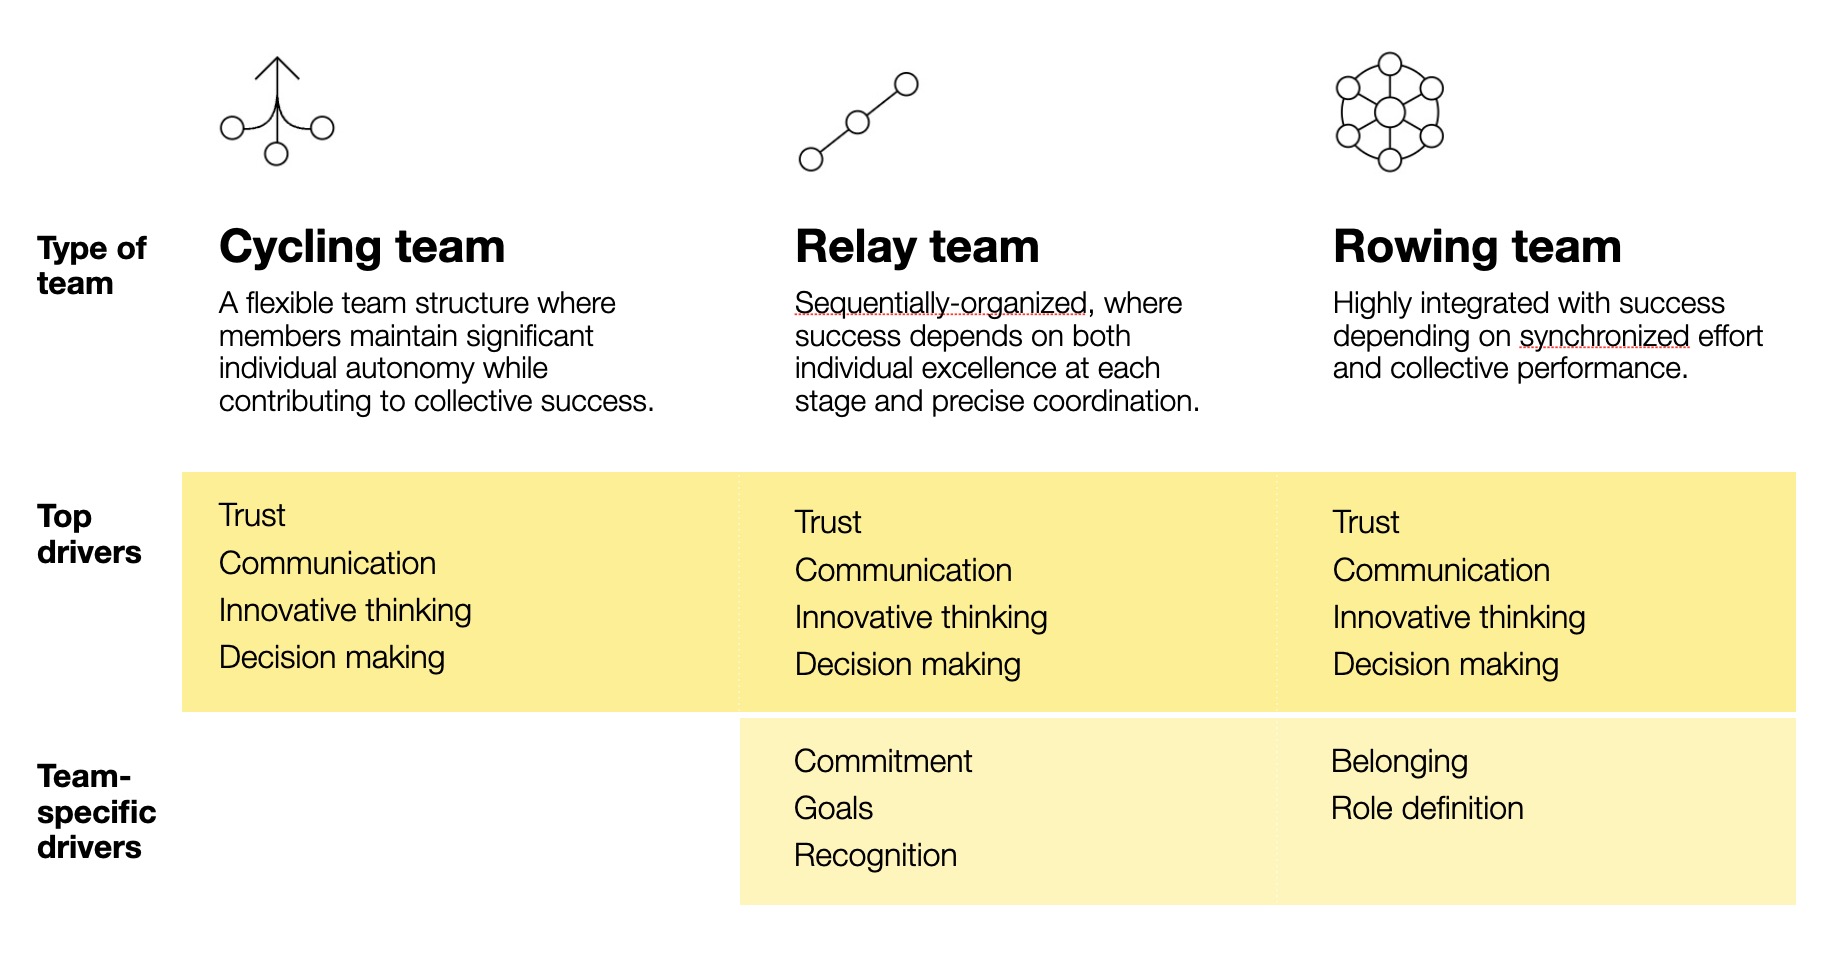 Type of
team
Cycling team
A flexible team structure where
members maintain significant
individual autonomy while
contributing to collective success.
Relay team
Sequentially-organized, where
success depends on both
individual excellence at each
stage and precise coordination.
Rowing team
Highly integrated with success
depending on synchronized effort
and collective performance.
Top
drivers
Trust
Communication
Innovative thinking
Decision making
Trust
Communication
Innovative thinking
Decision making
Trust
Communication
Innovative thinking
Decision making
Team-
specific
drivers
Commitment
Goals
Recognition
Belonging
Role definition